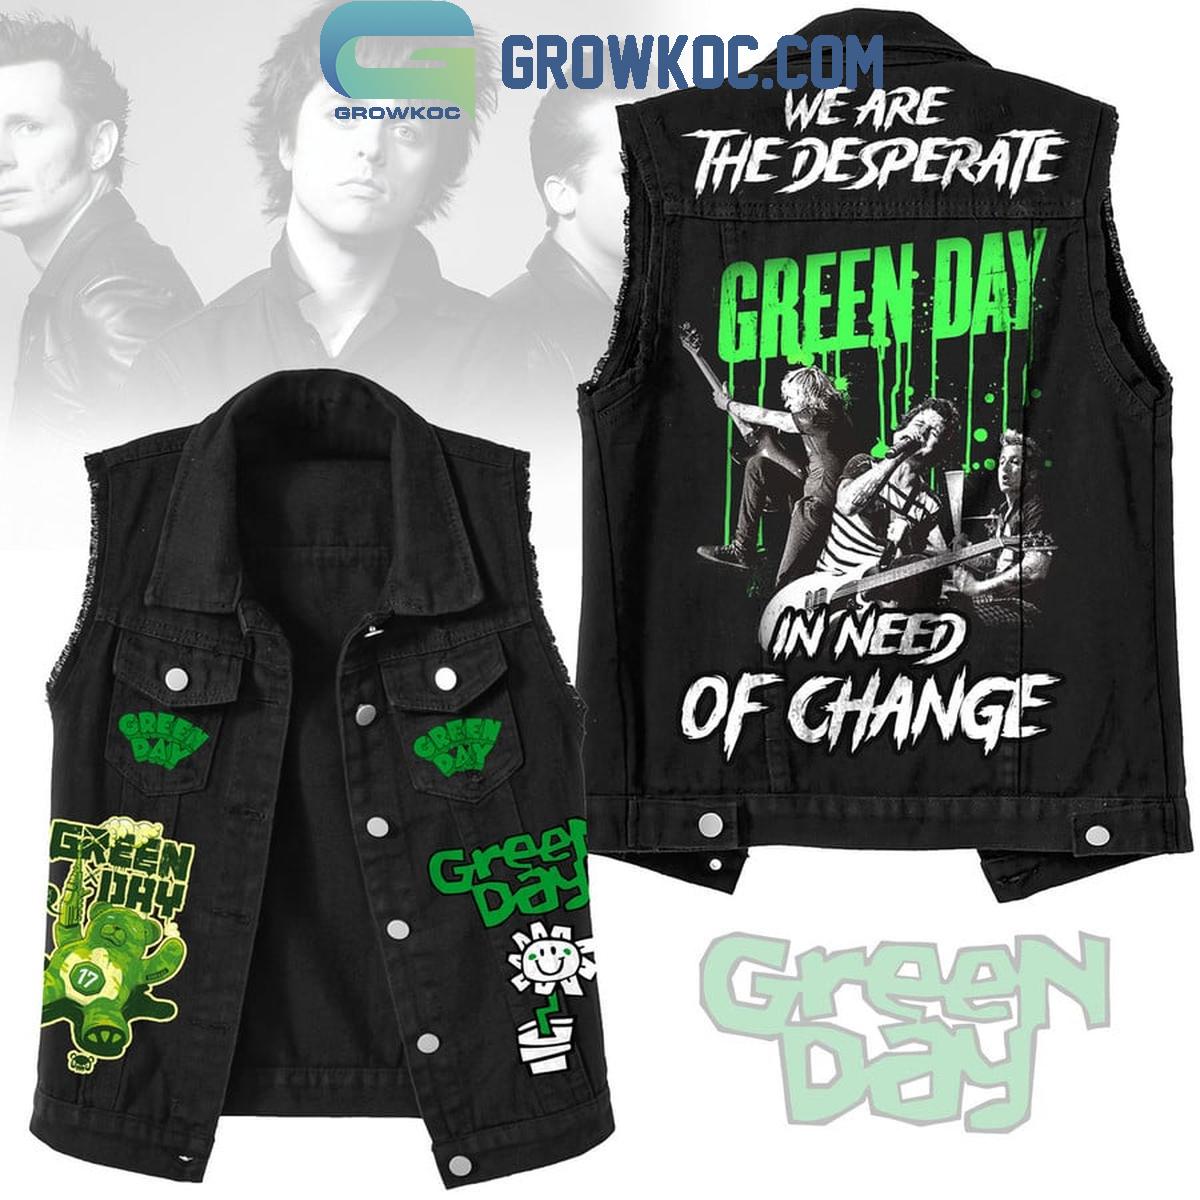 GROWKOC
GROWKOC.COM
WE ARE
THE DESPERATE
GREEN DAY
IN NEED
OF CHANGE
GREEN
DAY
GREEN
DAY
GREEN
DAY
17
GreeN
Day
GreeN
Day